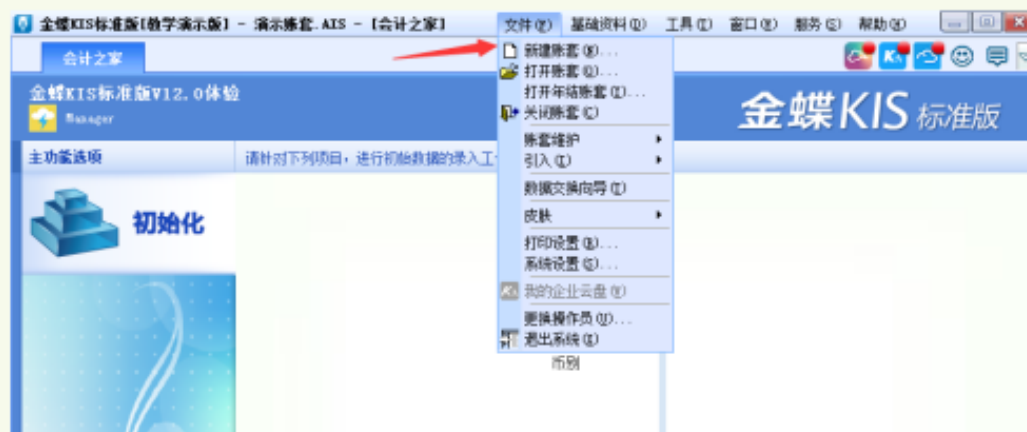 金蝶KIS标准版[教学演示版] - 演示账套.AIS - [会计之家]
文件(F) 基础资料(D) 工具(T) 窗口(W) 服务(S) 帮助(H)
会计之家
金蝶KIS标准版V12.0体验
Manager
金蝶KIS 标准版
主功能选项
请针对下列项目，进行初始数据的录入工
初始化
新建账套(N)...
打开账套(O)...
打开年结账套(I)...
关闭账套(C)
账套维护
引入(I)
数据交换向导(T)
皮肤
打印设置(R)...
系统设置(S)...
我的企业云盘(Y)
更换操作员(U)...
退出系统(E)
币别